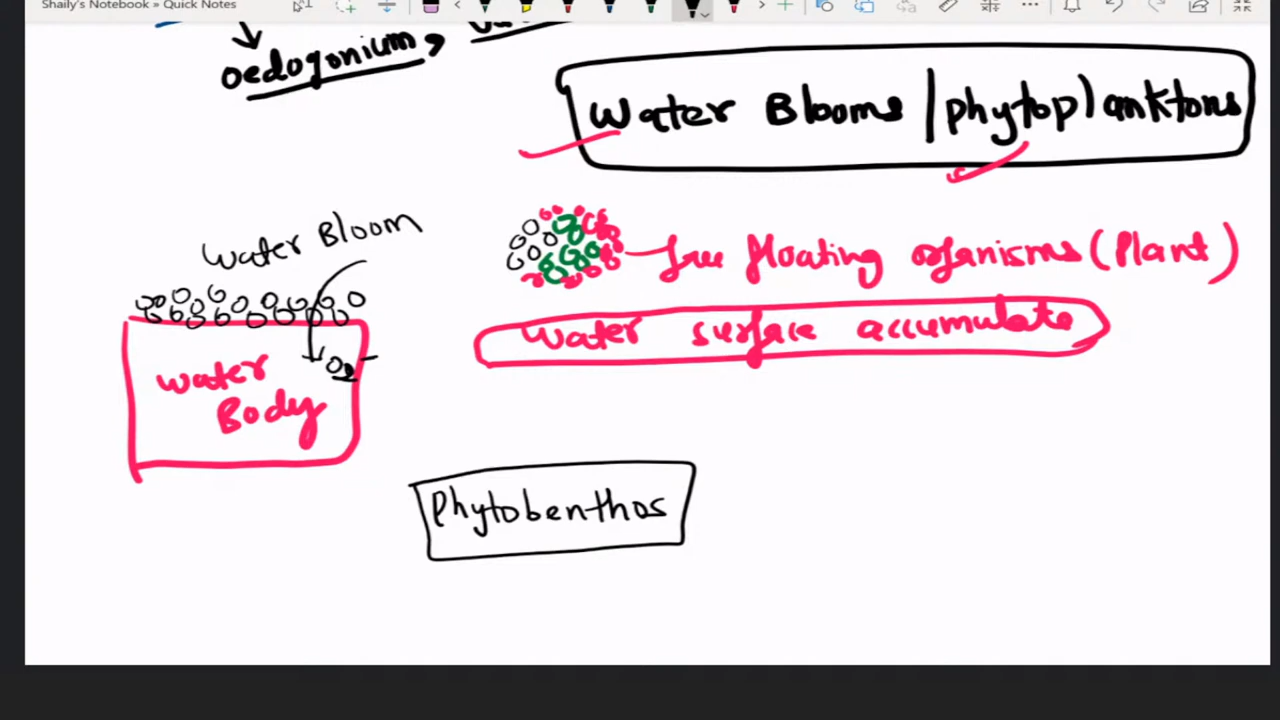 Shaily's Notebook » Quick Notes
oedogonium,
Water Blooms | phytoplanktons
Water Bloom
free floating organisms (Plant)
Water surface accumulate
Water
Body
O2
Phytobenthos